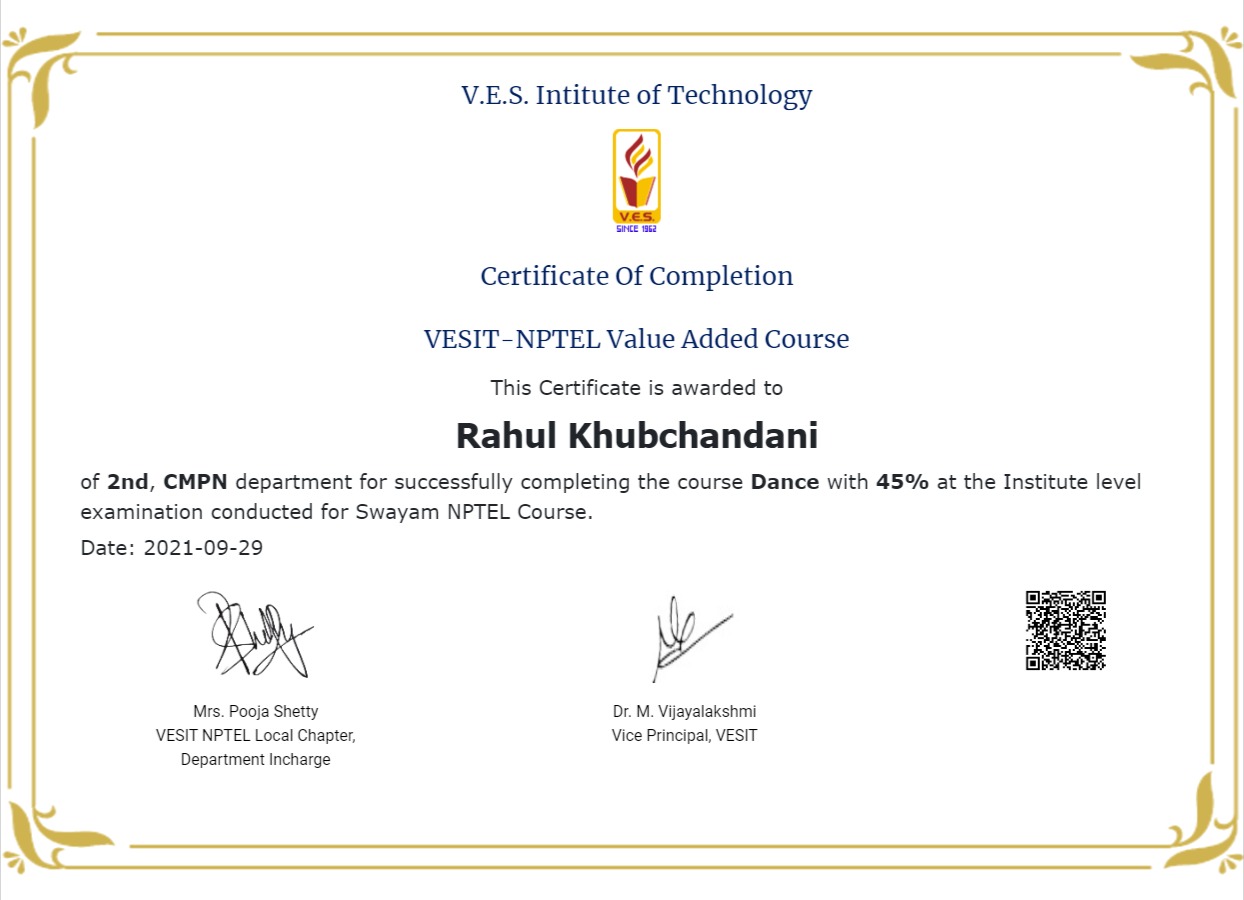 V.E.S. Intitute of Technology
V.E.S.
SINCE 1962
Certificate Of Completion
VESIT-NPTEL Value Added Course
This Certificate is awarded to
Rahul Khubchandani
of 2nd, CMPN department for successfully completing the course Dance with 45% at the Institute level
examination conducted for Swayam NPTEL Course.
Date: 2021-09-29
Mrs. Pooja Shetty
VESIT NPTEL Local Chapter,
Department Incharge
Dr. M. Vijayalakshmi
Vice Principal, VESIT